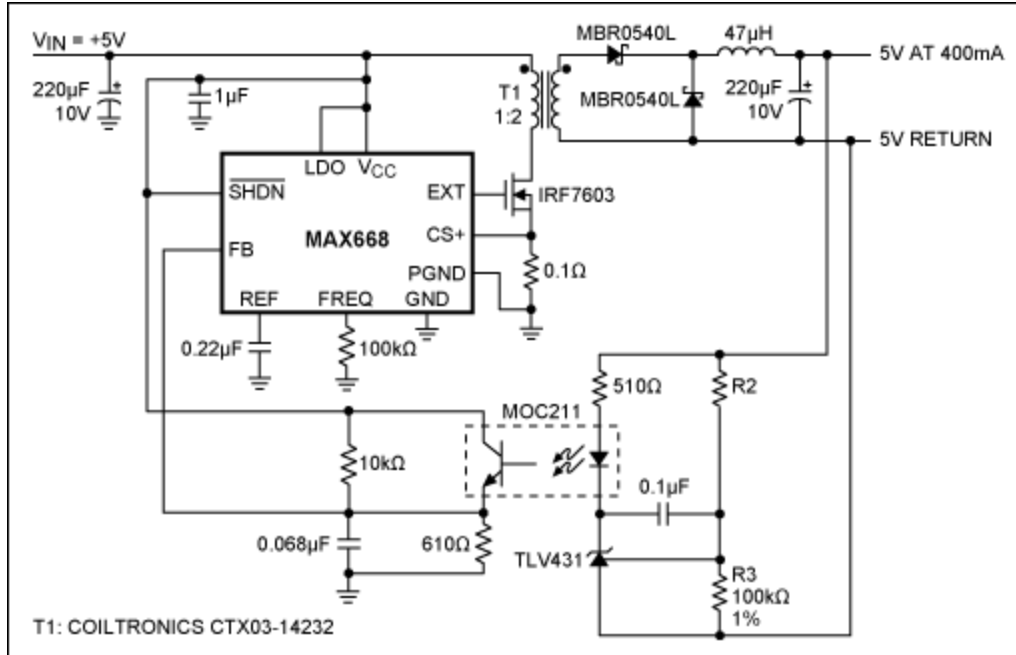 VIN = +5V
220µF
10V
1µF
LDO VCC
SHDN
FB
MAX668
EXT
CS+
PGND
REF FREQ GND
0.22µF
100kΩ
T1
1:2
IRF7603
0.1Ω
MBR0540L
47µH
MBR0540L
220µF
10V
5V AT 400mA
5V RETURN
10kΩ
0.068µF
610Ω
MOC211
510Ω
R2
0.1µF
TLV431
R3
100kΩ
1%
T1: COILTRONICS CTX03-14232